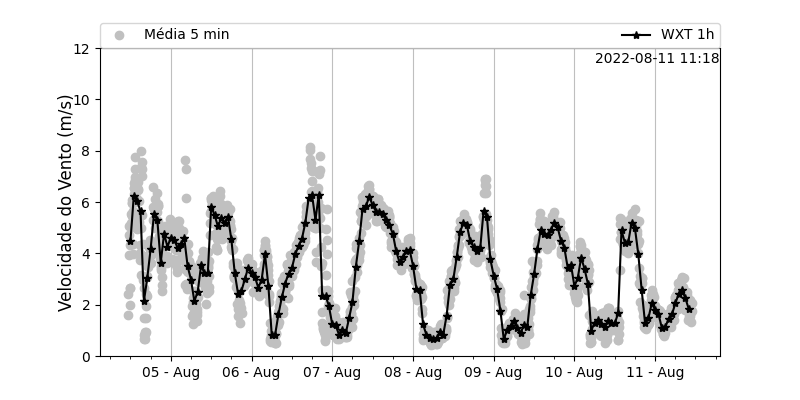 Média 5 min
WXT 1h
2022-08-11 11:18
Velocidade do Vento (m/s)
12
10
8
6
4
2
0
05 - Aug
06 - Aug
07 - Aug
08 - Aug
09 - Aug
10 - Aug
11 - Aug